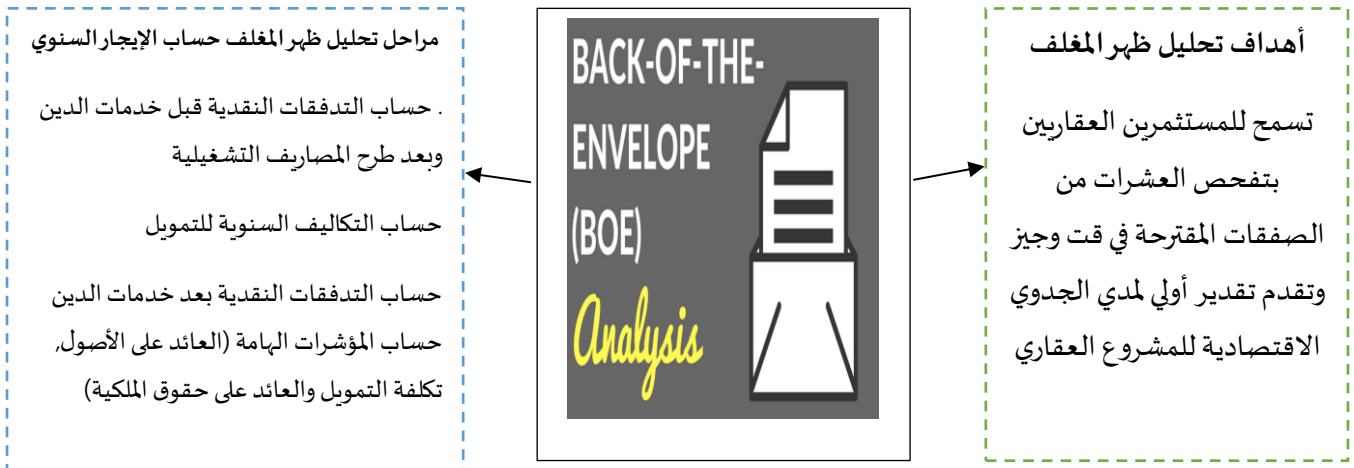 أهداف تحليل ظهر المغلف
تسمح للمستثمرين العقاريين
بتفحص العشرات من
الصفقات المقترحة في قت وجيز
وتقدم تقدير أولي لمدي الجدوي
الاقتصادية للمشروع العقاري
BACK-OF-THE-
ENVELOPE
(BOE)
Analysis
مراحل تحليل ظهر المغلف حساب الإيجار السنوي
. حساب التدفقات النقدية قبل خدمات الدين
وبعد طرح المصاريف التشغيلية
حساب التكاليف السنوية للتمويل
حساب التدفقات النقدية بعد خدمات الدين
حساب المؤشرات الهامة (العائد على الأصول,
تكلفة التمويل والعائد على حقوق الملكية)